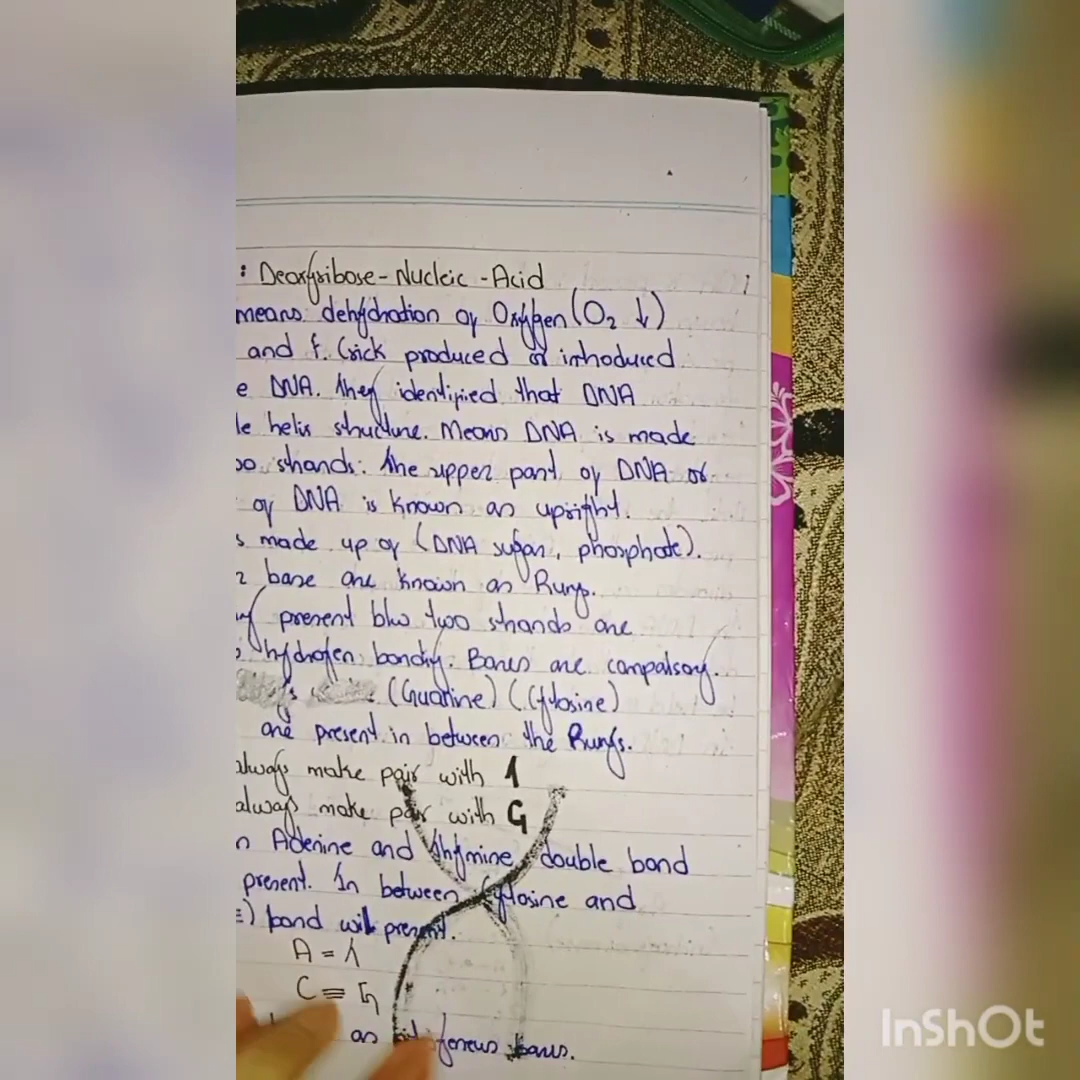 : Deoxyribose-Nucleic-Acid
means dehydration of Oxygen (O₂ ↓)
and F. Crick produced or introduced
e DNA. They identified that DNA
le helix structure. Means DNA is made
wo strands. The upper part of DNA or
of DNA is known as upright.
s made up of (DNA sugar, phosphate).
base are known as Rungs.
present b/w two strands are
hydrogen bonding. Bases are compalsory.
(Guanine) (Cytosine)
are present in between the Rungs.
always make pair with T
always make pair with G
n Adenine and Thymine, double bond
present. In between Cytosine and
≡) bond will present.
A = T
C ≡ G
as
InShOt